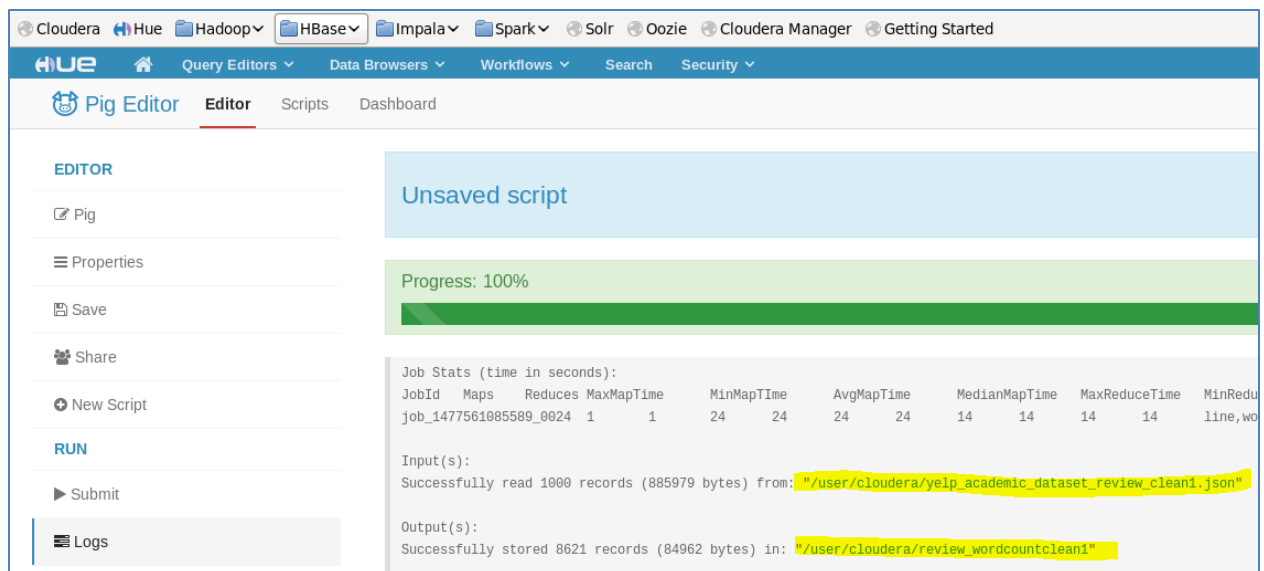 Cloudera Hue Hadoop HBase Impala Spark Solr Oozie Cloudera Manager Getting Started
HUE Query Editors Data Browsers Workflows Search Security
Pig Editor Editor Scripts Dashboard
EDITOR
Pig
Properties
Save
Share
New Script
RUN
Submit
Logs
Unsaved script
Progress: 100%
Job Stats (time in seconds):
JobId Maps Reduces MaxMapTime MinMapTIme AvgMapTime MedianMapTime MaxReduceTime MinRedu
job_1477561085589_0024 1 1 24 24 24 24 14 14 14 14 line,wo
Input(s):
Successfully read 1000 records (885979 bytes) from: "/user/cloudera/yelp_academic_dataset_review_clean1.json"
Output(s):
Successfully stored 8621 records (84962 bytes) in: "/user/cloudera/review_wordcountclean1"